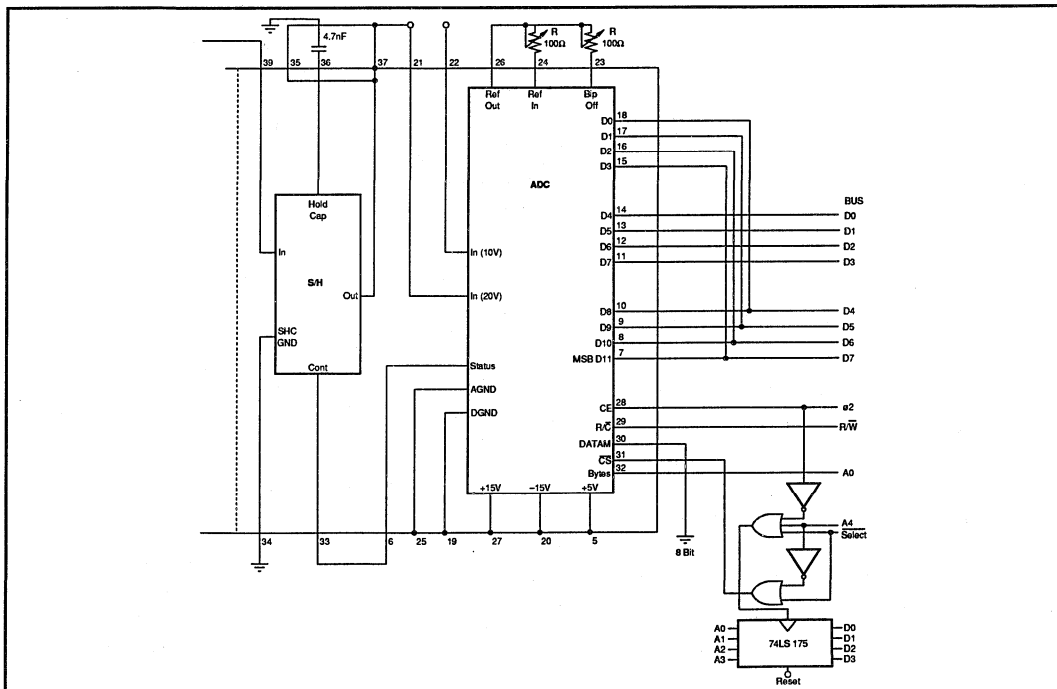 4.7nF
R
100Ω
R
100Ω
39 35 36 37 21 22 26 24 23
Ref Out
Ref In
Bip Off
D0 18
D1 17
D2 16
D3 15
ADC
BUS
D4 14 D0
D5 13 D1
D6 12 D2
D7 11 D3
Hold Cap
In
S/H
Out
In (10V)
In (20V)
D8 10 D4
D9 9 D5
D10 8 D6
MSB D11 7 D7
SHC GND
Cont
Status
AGND
DGND
CE 28 ø2
R/C̅ 29 R/W̅
DATAM 30
C̅S̅ 31
Bytes 32 A0
+15V -15V +5V
A4
S̅e̅l̅e̅c̅t̅
34 33 6 25 19 27 20 5
8 Bit
A0 D0
A1 D1
74LS 175
A2 D2
A3 D3
Reset